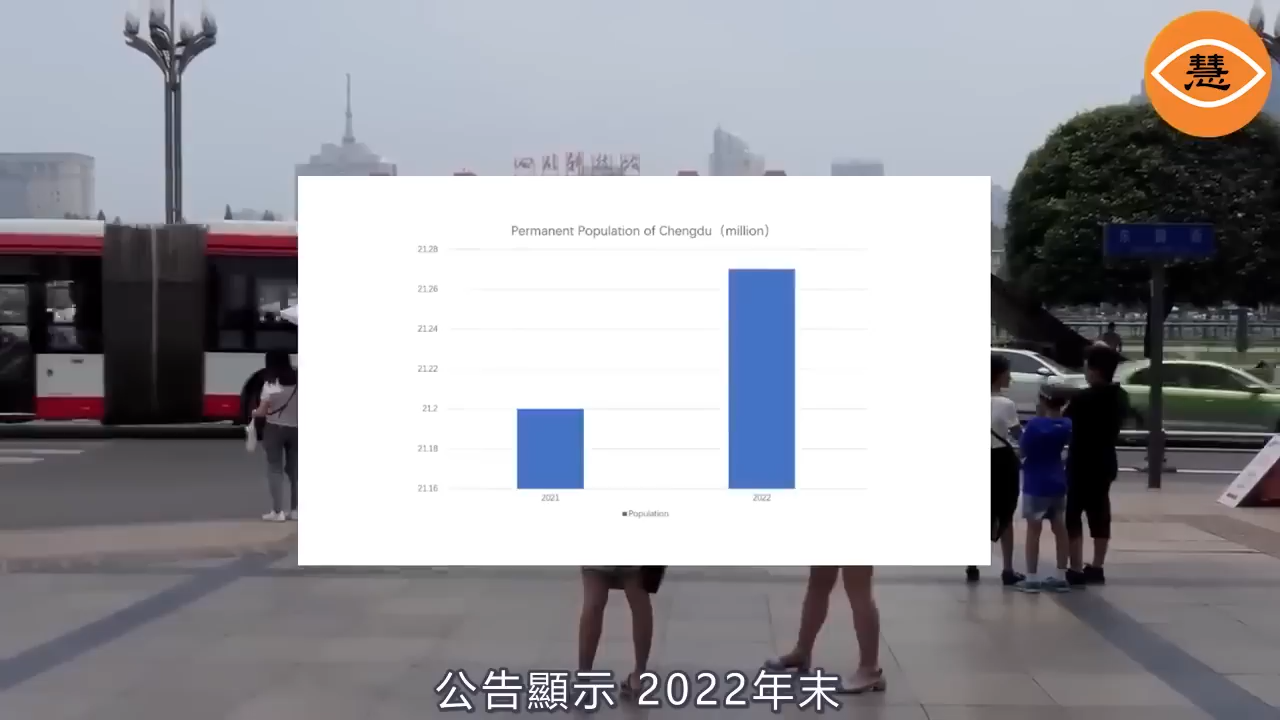 慧
Permanent Population of Chengdu（million）
21.28
21.26
21.24
21.22
21.2
21.18
21.16
2021
2022
Population
公告顯示 2022年末